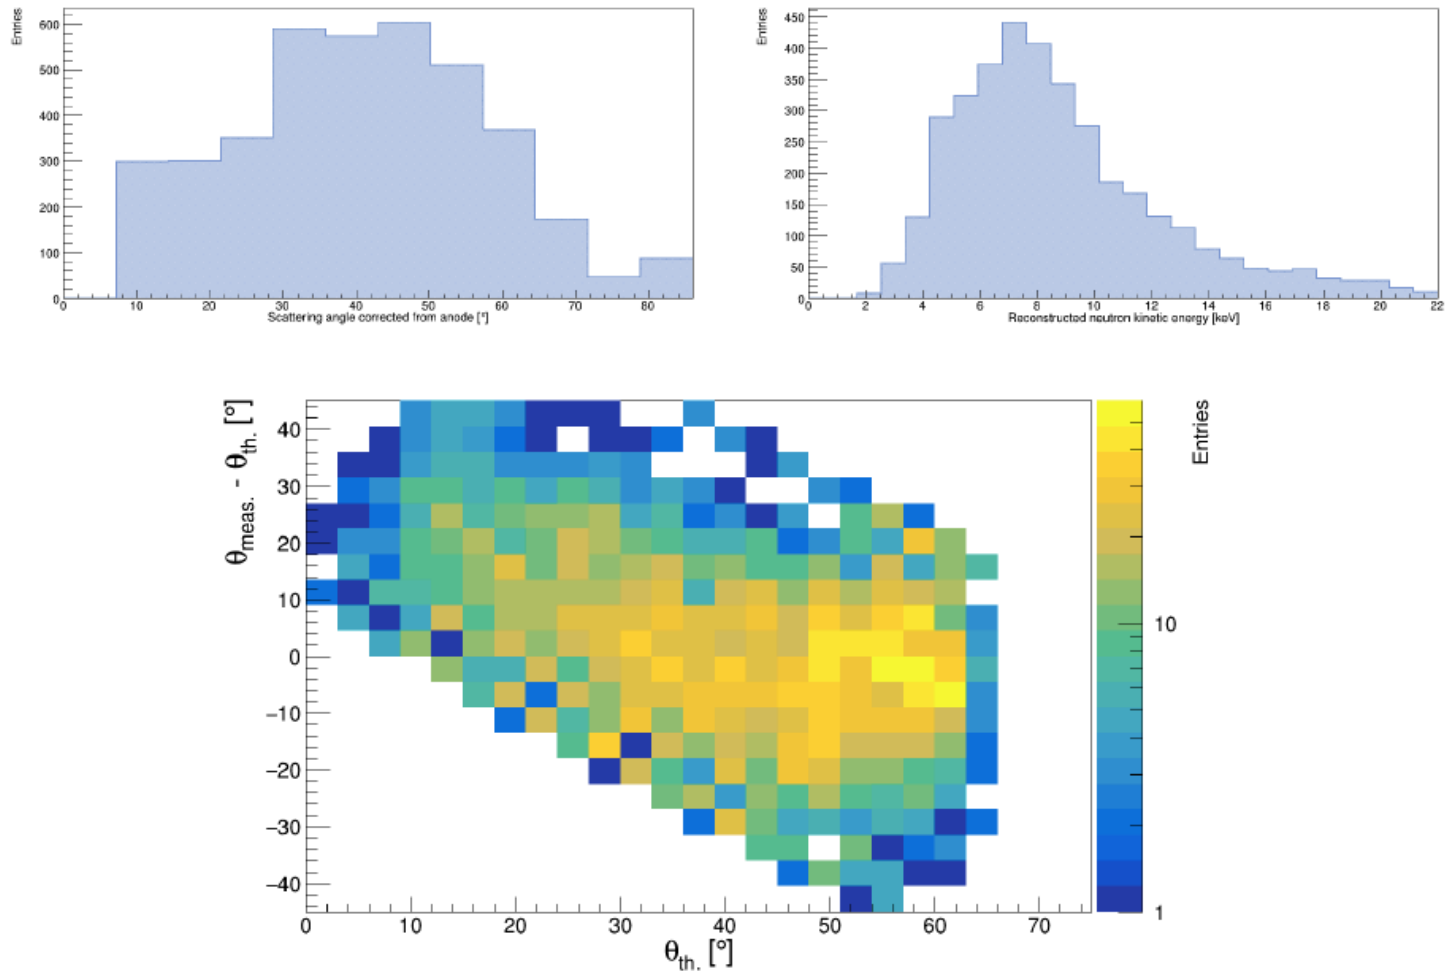 Entries
600
500
400
300
200
100
0
0 10 20 30 40 50 60 70 80
Scattering angle corrected from anode [°]
Entries
450
400
350
300
250
200
150
100
50
0
0 2 4 6 8 10 12 14 16 18 20 22
Reconstructed neutron kinetic energy [keV]
θmeas. - θth. [°]
40
30
20
10
0
−10
−20
−30
−40
0 10 20 30 40 50 60 70
θth. [°]
Entries
10
1